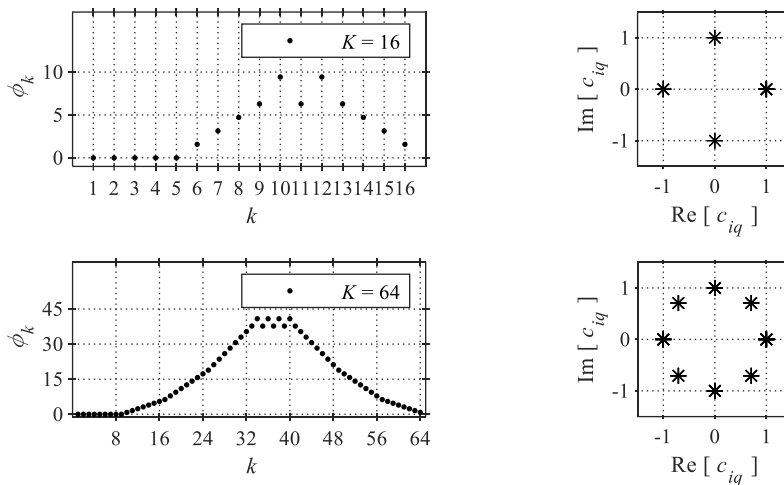 K = 16
ϕk
10
5
0
1 2 3 4 5 6 7 8 9 10 11 12 13 14 15 16
k
Im [ ciq ]
1
0
-1
-1 0 1
Re [ ciq ]
K = 64
ϕk
45
30
15
0
8 16 24 32 40 48 56 64
k
Im [ ciq ]
1
0
-1
-1 0 1
Re [ ciq ]